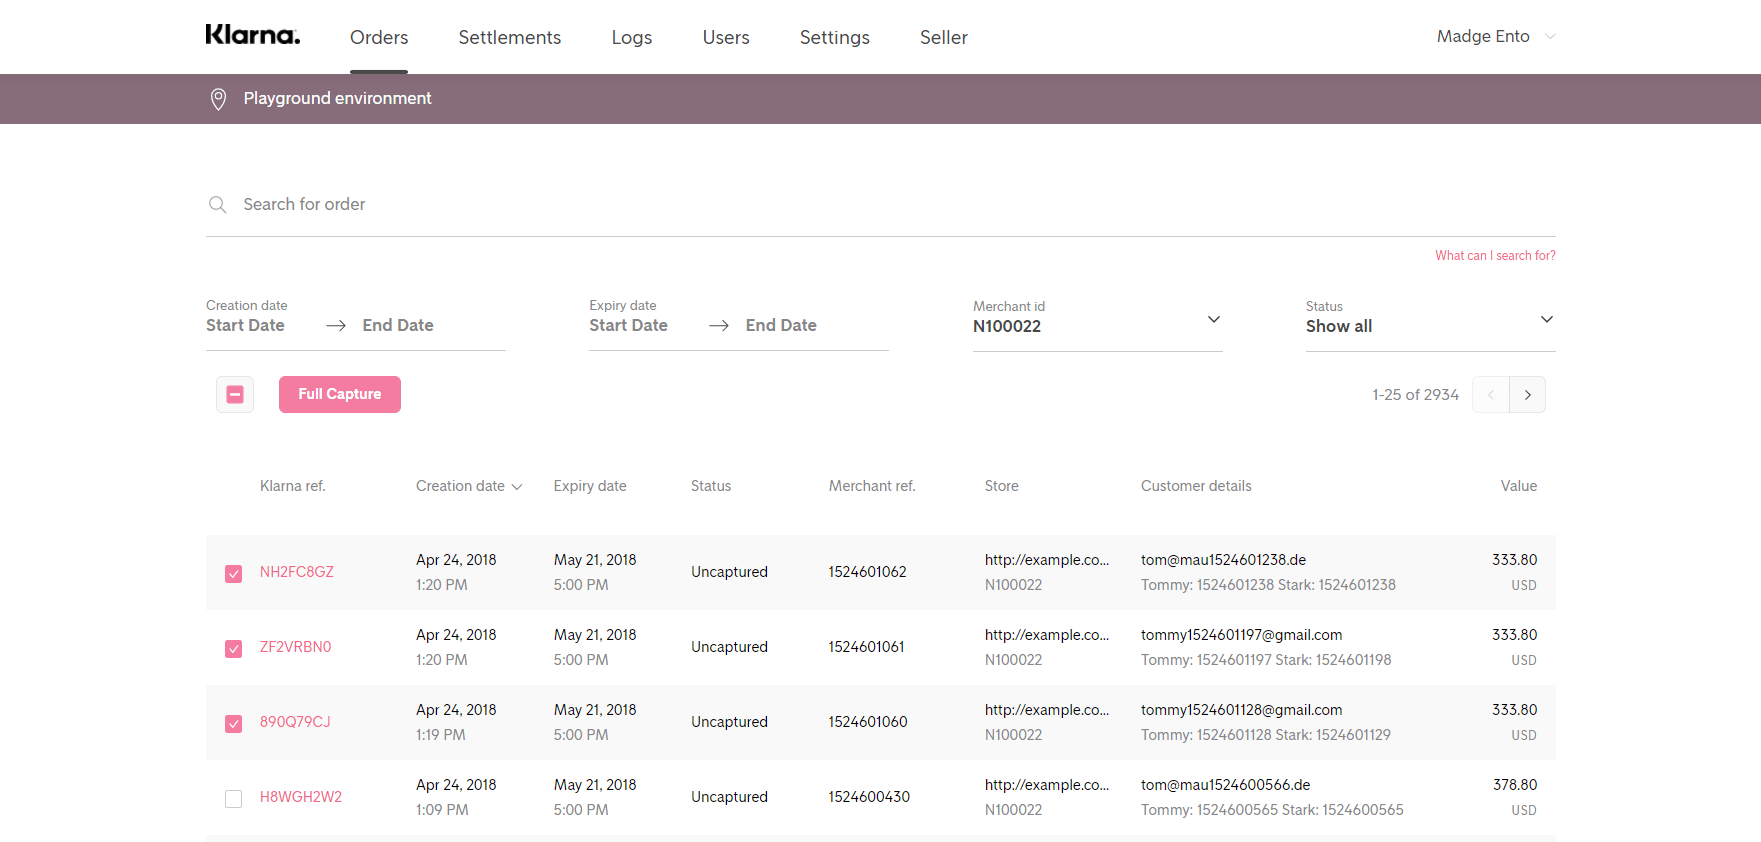 Klarna.
Orders Settlements Logs Users Settings Seller
Madge Ento
Playground environment
Search for order
What can I search for?
Creation date
Start Date End Date
Expiry date
Start Date End Date
Merchant id
N100022
Status
Show all
Full Capture
1-25 of 2934
Klarna ref. Creation date Expiry date Status Merchant ref. Store Customer details Value
NH2FC8GZ Apr 24, 2018 May 21, 2018 Uncaptured 1524601062 http://example.co... tom@mau1524601238.de 333.80
1:20 PM 5:00 PM N100022 Tommy: 1524601238 Stark: 1524601238 USD
ZF2VRBN0 Apr 24, 2018 May 21, 2018 Uncaptured 1524601061 http://example.co... tommy1524601197@gmail.com 333.80
1:20 PM 5:00 PM N100022 Tommy: 1524601197 Stark: 1524601198 USD
890Q79CJ Apr 24, 2018 May 21, 2018 Uncaptured 1524601060 http://example.co... tommy1524601128@gmail.com 333.80
1:19 PM 5:00 PM N100022 Tommy: 1524601128 Stark: 1524601129 USD
H8WGH2W2 Apr 24, 2018 May 21, 2018 Uncaptured 1524600430 http://example.co... tom@mau1524600566.de 378.80
1:09 PM 5:00 PM N100022 Tommy: 1524600565 Stark: 1524600565 USD